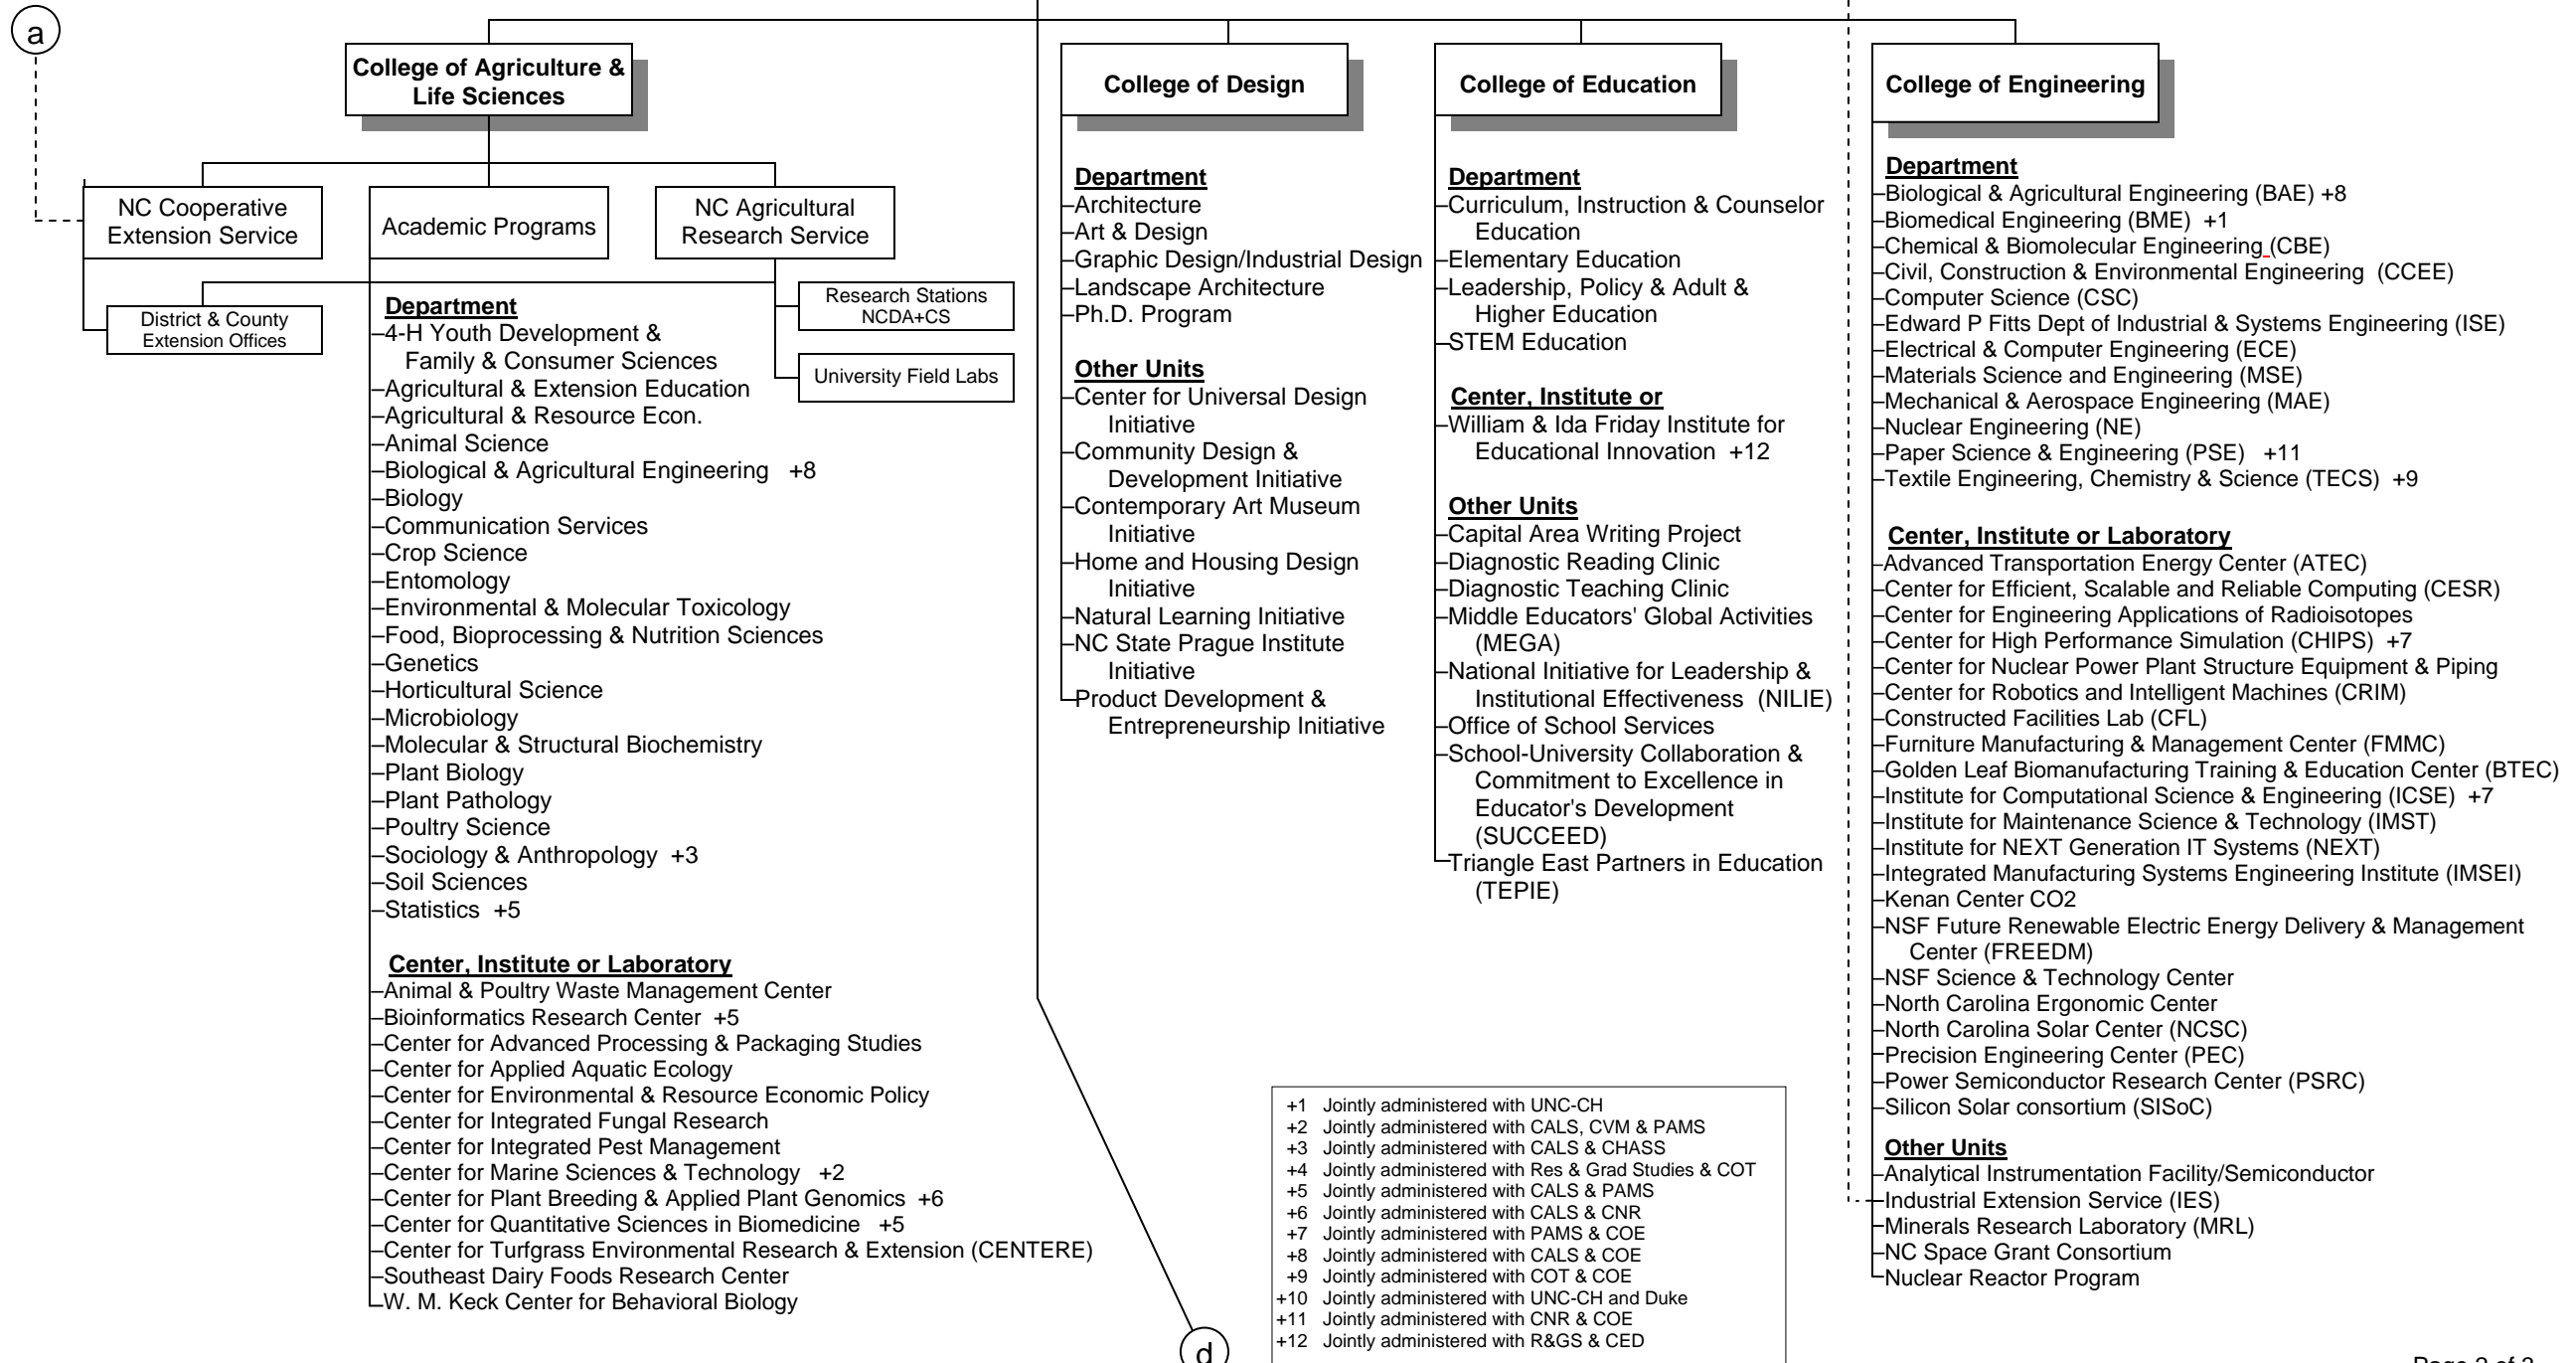 a
College of Agriculture &
Life Sciences
College of Design
College of Education
College of Engineering
NC Cooperative
Extension Service
Academic Programs
NC Agricultural
Research Service
District & County
Extension Offices
Research Stations
NCDA+CS
University Field Labs
Department
4-H Youth Development &
Family & Consumer Sciences
Agricultural & Extension Education
Agricultural & Resource Econ.
Animal Science
Biological & Agricultural Engineering +8
Biology
Communication Services
Crop Science
Entomology
Environmental & Molecular Toxicology
Food, Bioprocessing & Nutrition Sciences
Genetics
Horticultural Science
Microbiology
Molecular & Structural Biochemistry
Plant Biology
Plant Pathology
Poultry Science
Sociology & Anthropology +3
Soil Sciences
Statistics +5
Center, Institute or Laboratory
Animal & Poultry Waste Management Center
Bioinformatics Research Center +5
Center for Advanced Processing & Packaging Studies
Center for Applied Aquatic Ecology
Center for Environmental & Resource Economic Policy
Center for Integrated Fungal Research
Center for Integrated Pest Management
Center for Marine Sciences & Technology +2
Center for Plant Breeding & Applied Plant Genomics +6
Center for Quantitative Sciences in Biomedicine +5
Center for Turfgrass Environmental Research & Extension (CENTERE)
Southeast Dairy Foods Research Center
W. M. Keck Center for Behavioral Biology
Department
Architecture
Art & Design
Graphic Design/Industrial Design
Landscape Architecture
Ph.D. Program
Other Units
Center for Universal Design
Initiative
Community Design &
Development Initiative
Contemporary Art Museum
Initiative
Home and Housing Design
Initiative
Natural Learning Initiative
NC State Prague Institute
Initiative
Product Development &
Entrepreneurship Initiative
Department
Curriculum, Instruction & Counselor
Education
Elementary Education
Leadership, Policy & Adult &
Higher Education
STEM Education
Center, Institute or
William & Ida Friday Institute for
Educational Innovation +12
Other Units
Capital Area Writing Project
Diagnostic Reading Clinic
Diagnostic Teaching Clinic
Middle Educators' Global Activities
(MEGA)
National Initiative for Leadership &
Institutional Effectiveness (NILIE)
Office of School Services
School-University Collaboration &
Commitment to Excellence in
Educator's Development
(SUCCEED)
Triangle East Partners in Education
(TEPIE)
Department
Biological & Agricultural Engineering (BAE) +8
Biomedical Engineering (BME) +1
Chemical & Biomolecular Engineering (CBE)
Civil, Construction & Environmental Engineering (CCEE)
Computer Science (CSC)
Edward P Fitts Dept of Industrial & Systems Engineering (ISE)
Electrical & Computer Engineering (ECE)
Materials Science and Engineering (MSE)
Mechanical & Aerospace Engineering (MAE)
Nuclear Engineering (NE)
Paper Science & Engineering (PSE) +11
Textile Engineering, Chemistry & Science (TECS) +9
Center, Institute or Laboratory
Advanced Transportation Energy Center (ATEC)
Center for Efficient, Scalable and Reliable Computing (CESR)
Center for Engineering Applications of Radioisotopes
Center for High Performance Simulation (CHIPS) +7
Center for Nuclear Power Plant Structure Equipment & Piping
Center for Robotics and Intelligent Machines (CRIM)
Constructed Facilities Lab (CFL)
Furniture Manufacturing & Management Center (FMMC)
Golden Leaf Biomanufacturing Training & Education Center (BTEC)
Institute for Computational Science & Engineering (ICSE) +7
Institute for Maintenance Science & Technology (IMST)
Institute for NEXT Generation IT Systems (NEXT)
Integrated Manufacturing Systems Engineering Institute (IMSEI)
Kenan Center CO2
NSF Future Renewable Electric Energy Delivery & Management
Center (FREEDM)
NSF Science & Technology Center
North Carolina Ergonomic Center
North Carolina Solar Center (NCSC)
Precision Engineering Center (PEC)
Power Semiconductor Research Center (PSRC)
Silicon Solar consortium (SISoC)
Other Units
Analytical Instrumentation Facility/Semiconductor
Industrial Extension Service (IES)
Minerals Research Laboratory (MRL)
NC Space Grant Consortium
Nuclear Reactor Program
+1 Jointly administered with UNC-CH
+2 Jointly administered with CALS, CVM & PAMS
+3 Jointly administered with CALS & CHASS
+4 Jointly administered with Res & Grad Studies & COT
+5 Jointly administered with CALS & PAMS
+6 Jointly administered with CALS & CNR
+7 Jointly administered with PAMS & COE
+8 Jointly administered with CALS & COE
+9 Jointly administered with COT & COE
+10 Jointly administered with UNC-CH and Duke
+11 Jointly administered with CNR & COE
+12 Jointly administered with R&GS & CED
d